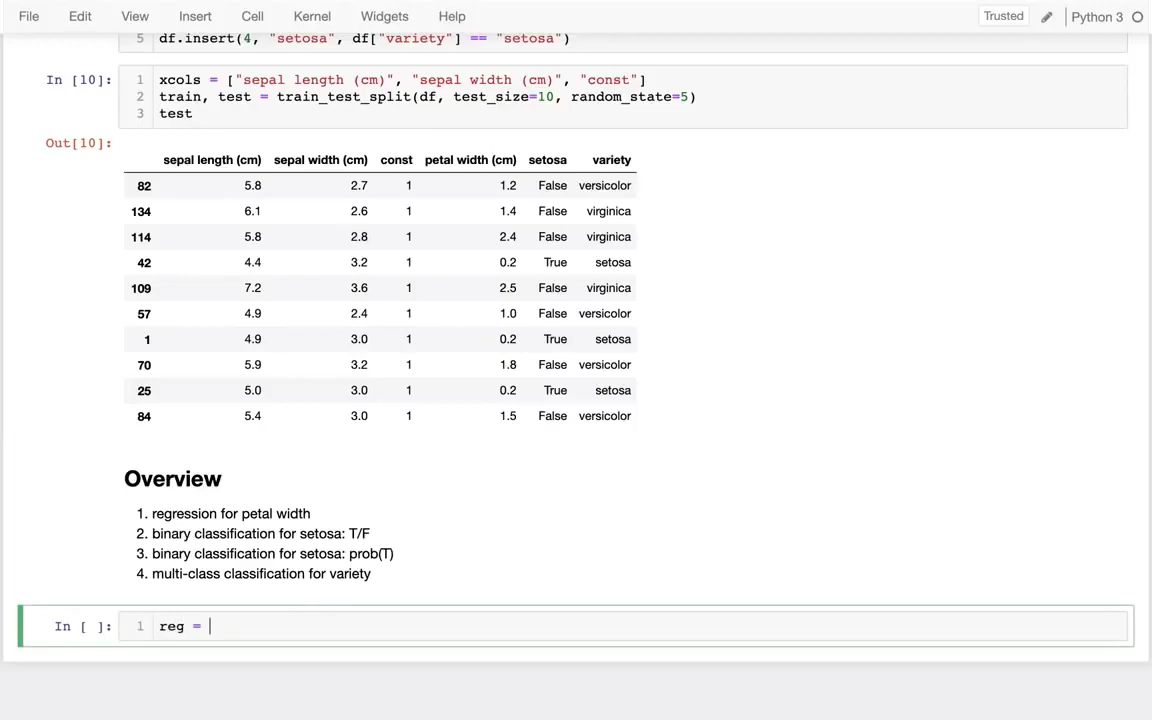 File Edit View Insert Cell Kernel Widgets Help Trusted Python 3
5 df.insert(4, "setosa", df["variety"] == "setosa")
In [10]: 1 xcols = ["sepal length (cm)", "sepal width (cm)", "const"]
2 train, test = train_test_split(df, test_size=10, random_state=5)
3 test
Out[10]:
sepal length (cm) sepal width (cm) const petal width (cm) setosa variety
82 5.8 2.7 1 1.2 False versicolor
134 6.1 2.6 1 1.4 False virginica
114 5.8 2.8 1 2.4 False virginica
42 4.4 3.2 1 0.2 True setosa
109 7.2 3.6 1 2.5 False virginica
57 4.9 2.4 1 1.0 False versicolor
1 4.9 3.0 1 0.2 True setosa
70 5.9 3.2 1 1.8 False versicolor
25 5.0 3.0 1 0.2 True setosa
84 5.4 3.0 1 1.5 False versicolor
Overview
1. regression for petal width
2. binary classification for setosa: T/F
3. binary classification for setosa: prob(T)
4. multi-class classification for variety
In [ ]: 1 reg =